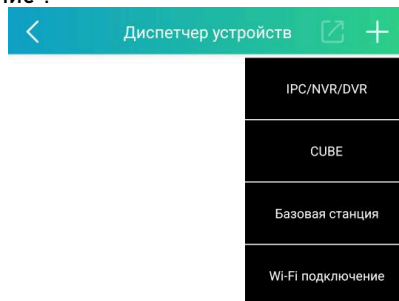 Диспетчер устройств
IPC/NVR/DVR
CUBE
Базовая станция
Wi-Fi подключение